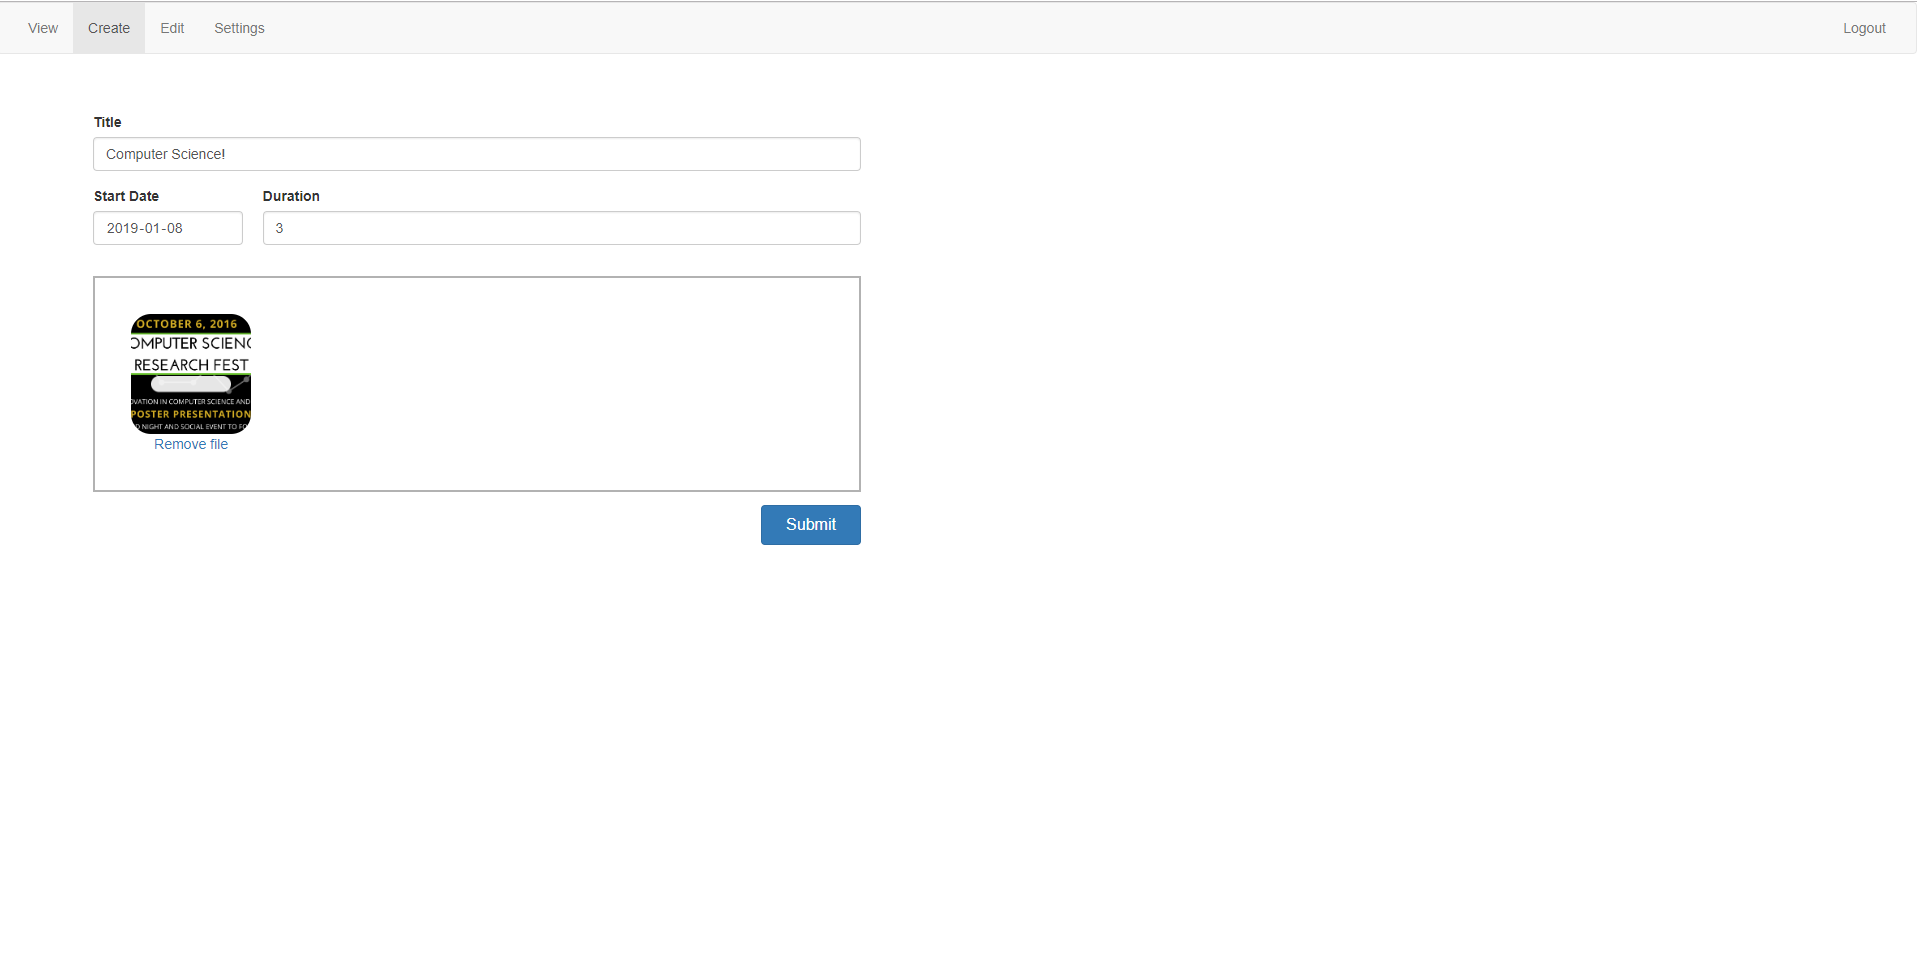 View Create Edit Settings Logout
Title
Computer Science!
Start Date Duration
2019-01-08 3
OCTOBER 6, 2016
OMPUTER SCIENC
RESEARCH FEST
OVATION IN COMPUTER SCIENCE AND
POSTER PRESENTATION
D NIGHT AND SOCIAL EVENT TO FO
Remove file
Submit